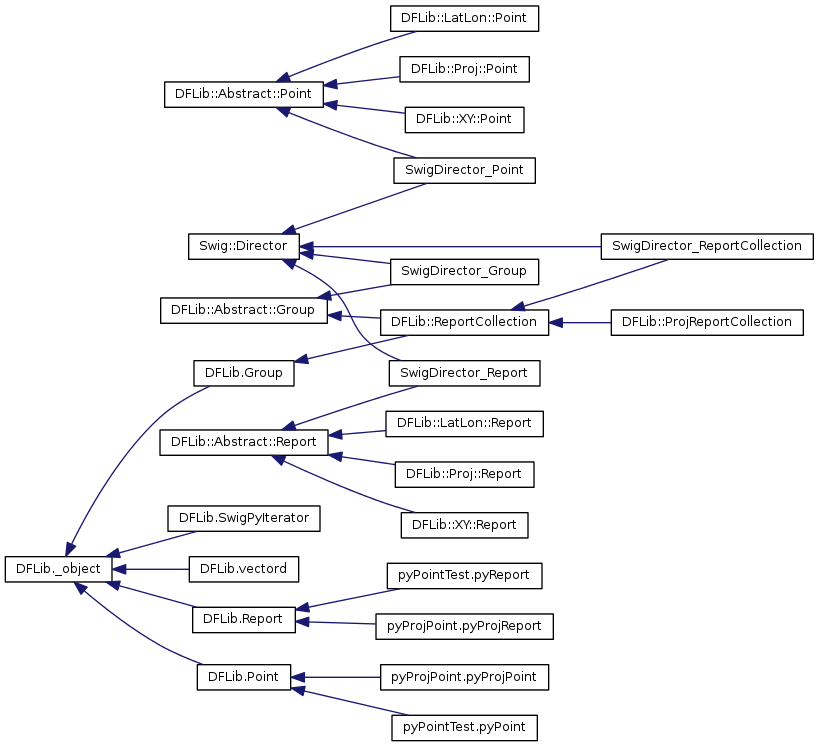 DFLib::LatLon::Point
DFLib::Proj::Point
DFLib::Abstract::Point
DFLib::XY::Point
SwigDirector_Point
Swig::Director
SwigDirector_ReportCollection
SwigDirector_Group
DFLib::Abstract::Group
DFLib::ReportCollection
DFLib::ProjReportCollection
DFLib.Group
SwigDirector_Report
DFLib::LatLon::Report
DFLib::Abstract::Report
DFLib::Proj::Report
DFLib.SwigPyIterator
DFLib::XY::Report
DFLib._object
DFLib.vectord
pyPointTest.pyReport
DFLib.Report
pyProjPoint.pyProjReport
DFLib.Point
pyProjPoint.pyProjPoint
pyPointTest.pyPoint